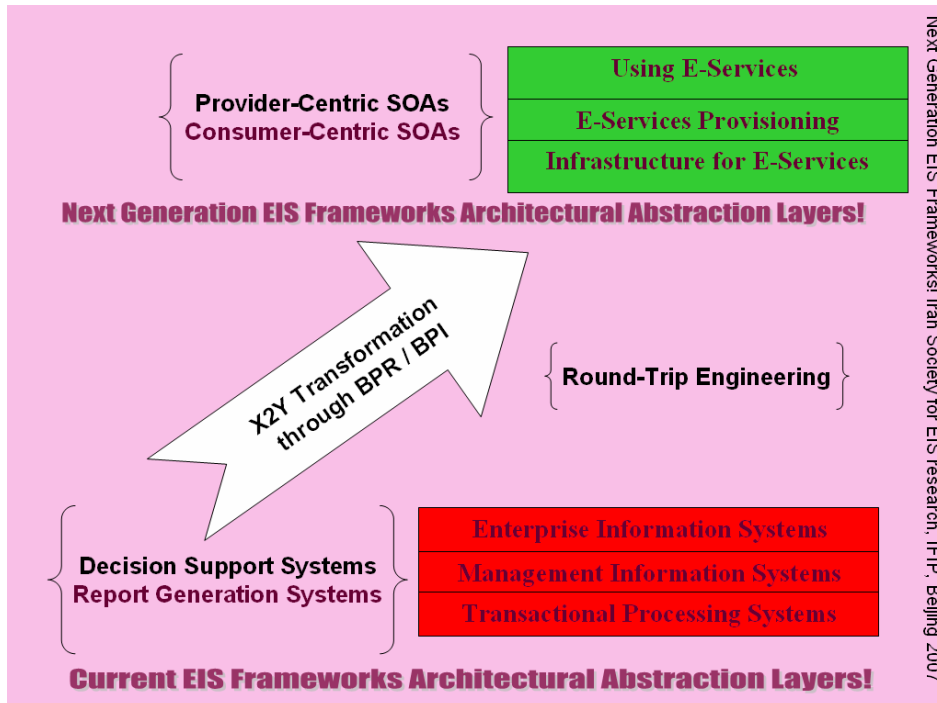 Provider-Centric SOAs
Consumer-Centric SOAs
Using E-Services
E-Services Provisioning
Infrastructure for E-Services
Next Generation EIS Frameworks Architectural Abstraction Layers!
X2Y Transformation
through BPR / BPI
Round-Trip Engineering
Decision Support Systems
Report Generation Systems
Enterprise Information Systems
Management Information Systems
Transactional Processing Systems
Current EIS Frameworks Architectural Abstraction Layers!
Next Generation EIS Frameworks! Iran Society for EIS research, IFIP, Beijing 2007